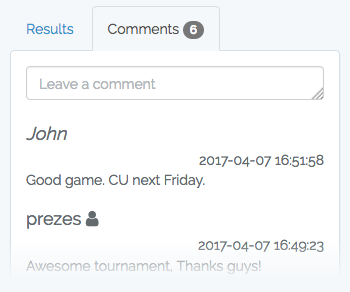 Results Comments 6
Leave a comment
John
2017-04-07 16:51:58
Good game. CU next Friday.
prezes
2017-04-07 16:49:23
Awesome tournament, Thanks guys!